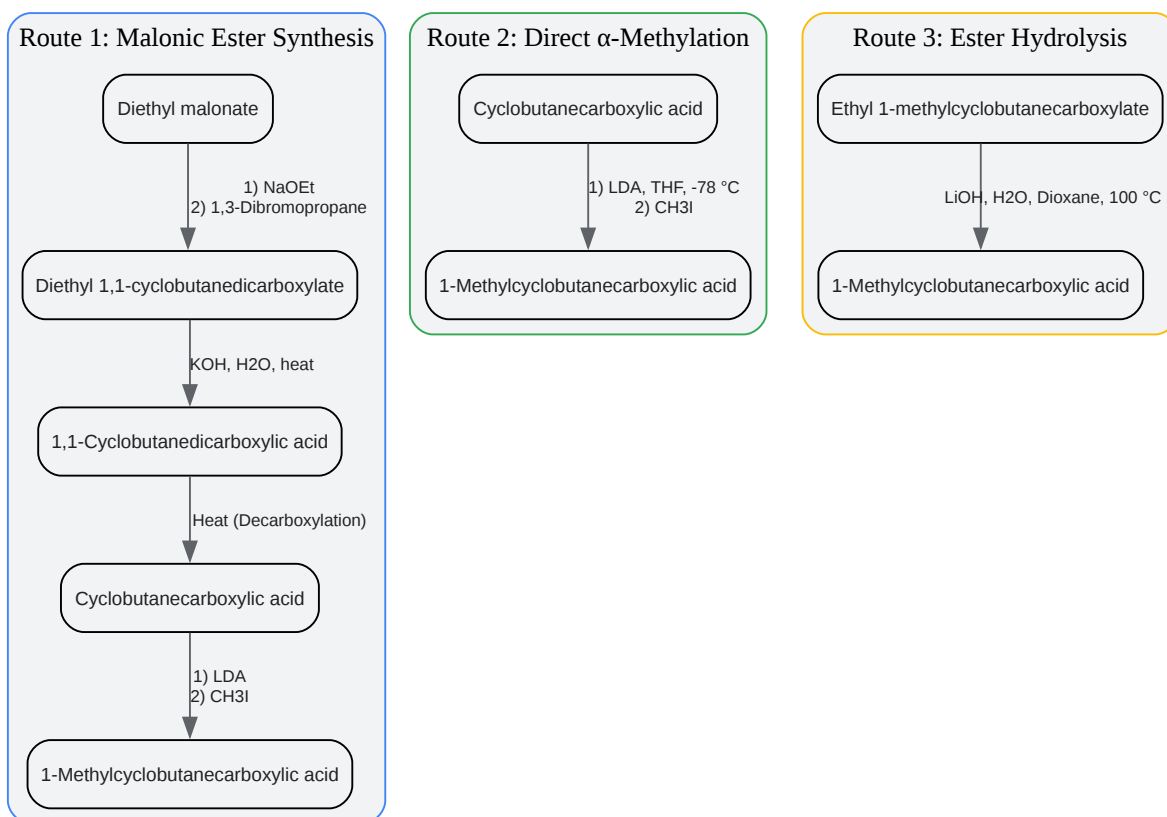 Route 1: Malonic Ester Synthesis
Diethyl malonate
1) NaOEt
2) 1,3-Dibromopropane
Diethyl 1,1-cyclobutanedicarboxylate
KOH, H2O, heat
1,1-Cyclobutanedicarboxylic acid
Heat (Decarboxylation)
Cyclobutanecarboxylic acid
1) LDA
2) CH3I
1-Methylcyclobutanecarboxylic acid
Route 2: Direct α-Methylation
Cyclobutanecarboxylic acid
1) LDA, THF, -78 °C
2) CH3I
1-Methylcyclobutanecarboxylic acid
Route 3: Ester Hydrolysis
Ethyl 1-methylcyclobutanecarboxylate
LiOH, H2O, Dioxane, 100 °C
1-Methylcyclobutanecarboxylic acid